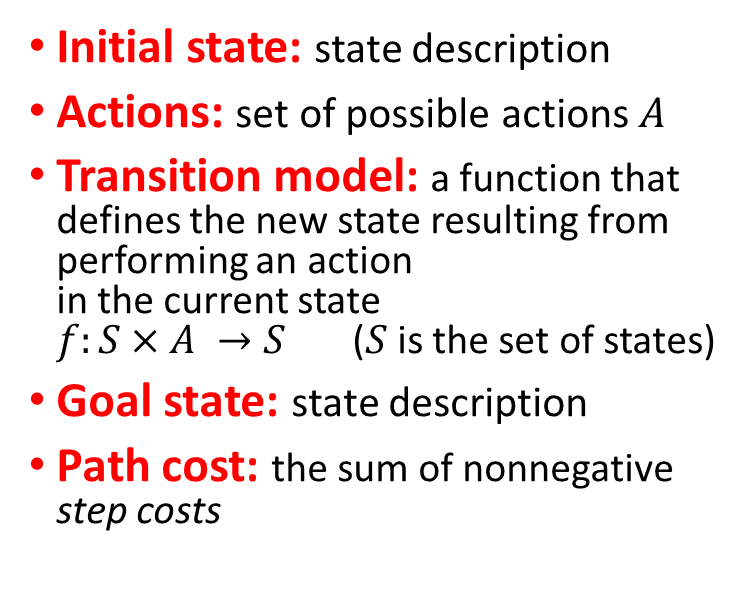 • Initial state: state description
• Actions: set of possible actions A
• Transition model: a function that
defines the new state resulting from
performing an action
in the current state
f: S × A → S (S is the set of states)
• Goal state: state description
• Path cost: the sum of nonnegative
step costs